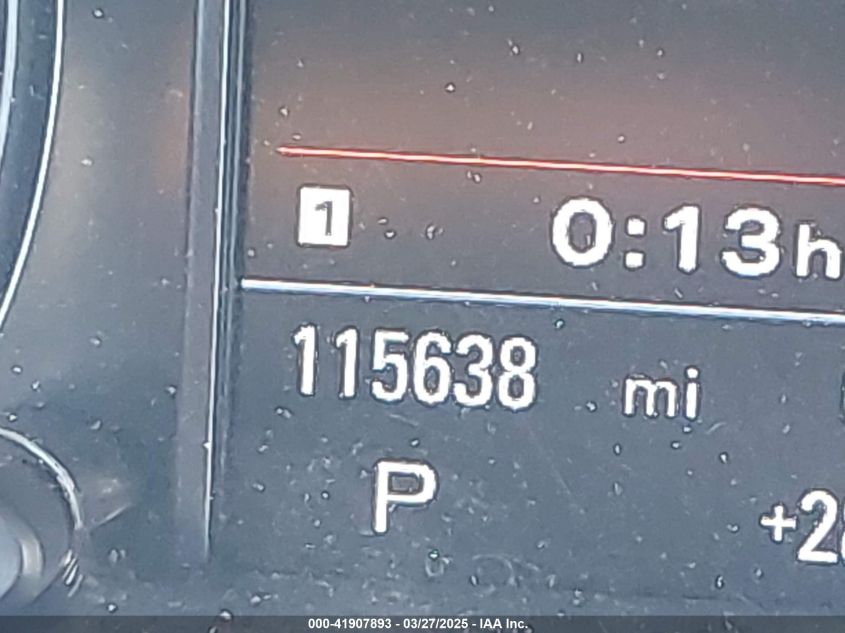 1 0:13h
115638 mi
P
000-41907893 - 03/27/2025 - IAA Inc.